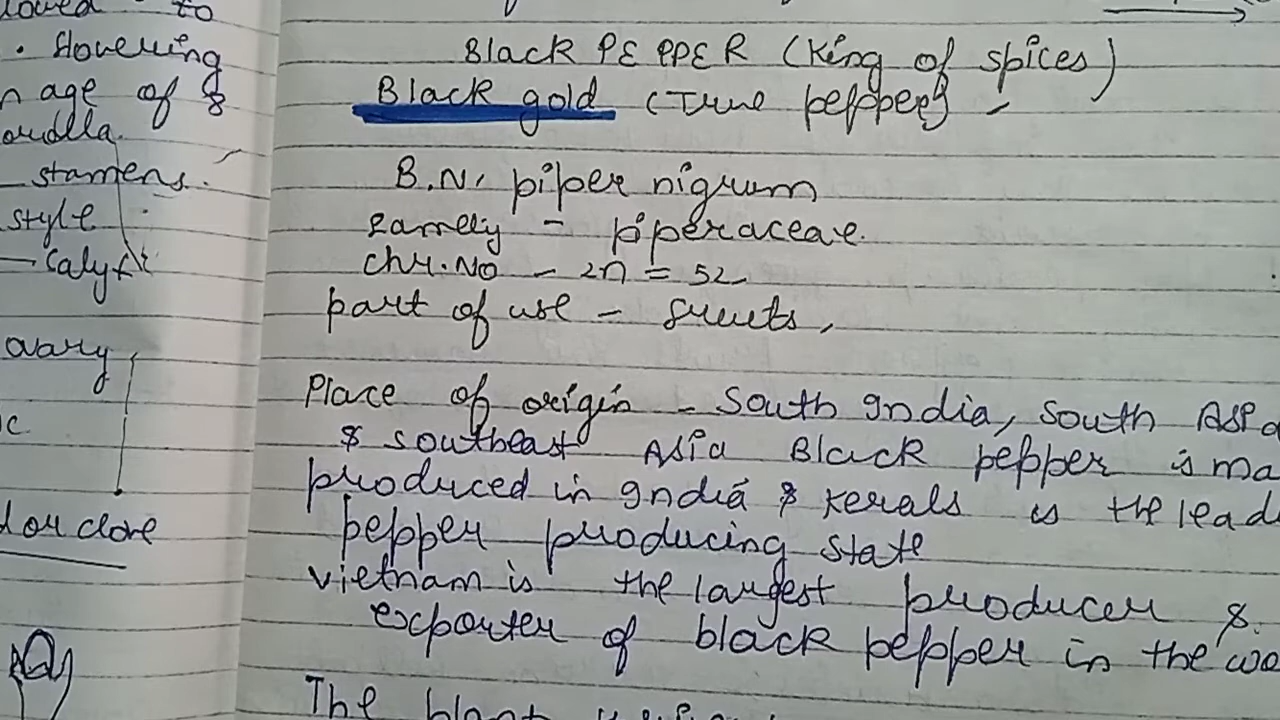 to
. Flowering
age of &
stamens.
style
calyx
ovary
c
clove
Black PEPPER (King of spices)
Black gold (True pepper) -
B.N. piper nigrum
Family - piperaceae.
chr.No - 2n = 52
part of use - fruits,
Place of origin - South India, South Asia
& southeast Asia Black pepper is ma
produced in India & Kerals is the lead
pepper producing state
vietnam is the largest producer &
exporter of black pepper in the wo
The